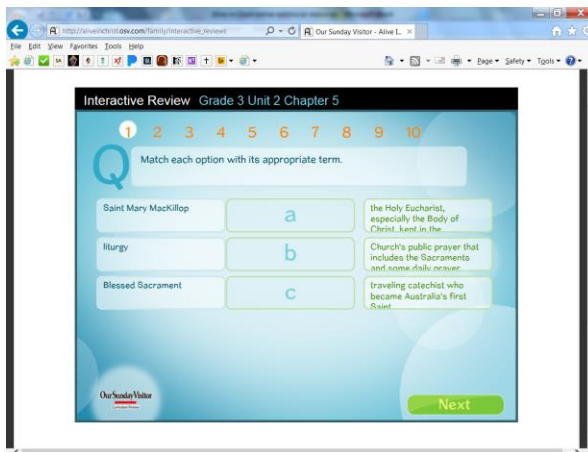 http://aliveinchrist.osv.com/family/interactive_reviews
Our Sunday Visitor - Alive I...
File Edit View Favorites Tools Help
Page Safety Tools
Interactive Review Grade 3 Unit 2 Chapter 5
1 2 3 4 5 6 7 8 9 10
Q
Match each option with its appropriate term.
Saint Mary MacKillop
a
the Holy Eucharist,
especially the Body of
Christ, kept in the
liturgy
b
Church's public prayer that
includes the Sacraments
and some daily prayer
Blessed Sacrament
c
traveling catechist who
became Australia's first
Saint
OurSundayVisitor
Next